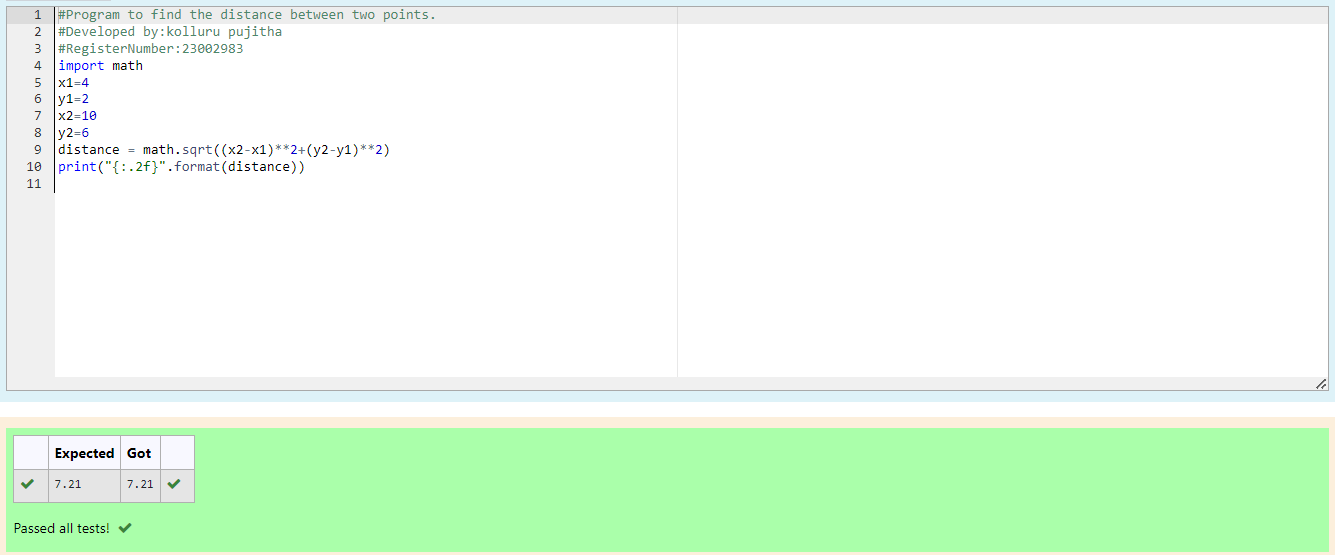 1 #Program to find the distance between two points.
2 #Developed by:kolluru pujitha
3 #RegisterNumber:23002983
4 import math
5 x1=4
6 y1=2
7 x2=10
8 y2=6
9 distance = math.sqrt((x2-x1)**2+(y2-y1)**2)
10 print("{:.2f}".format(distance))
11
Expected Got
7.21 7.21
Passed all tests!